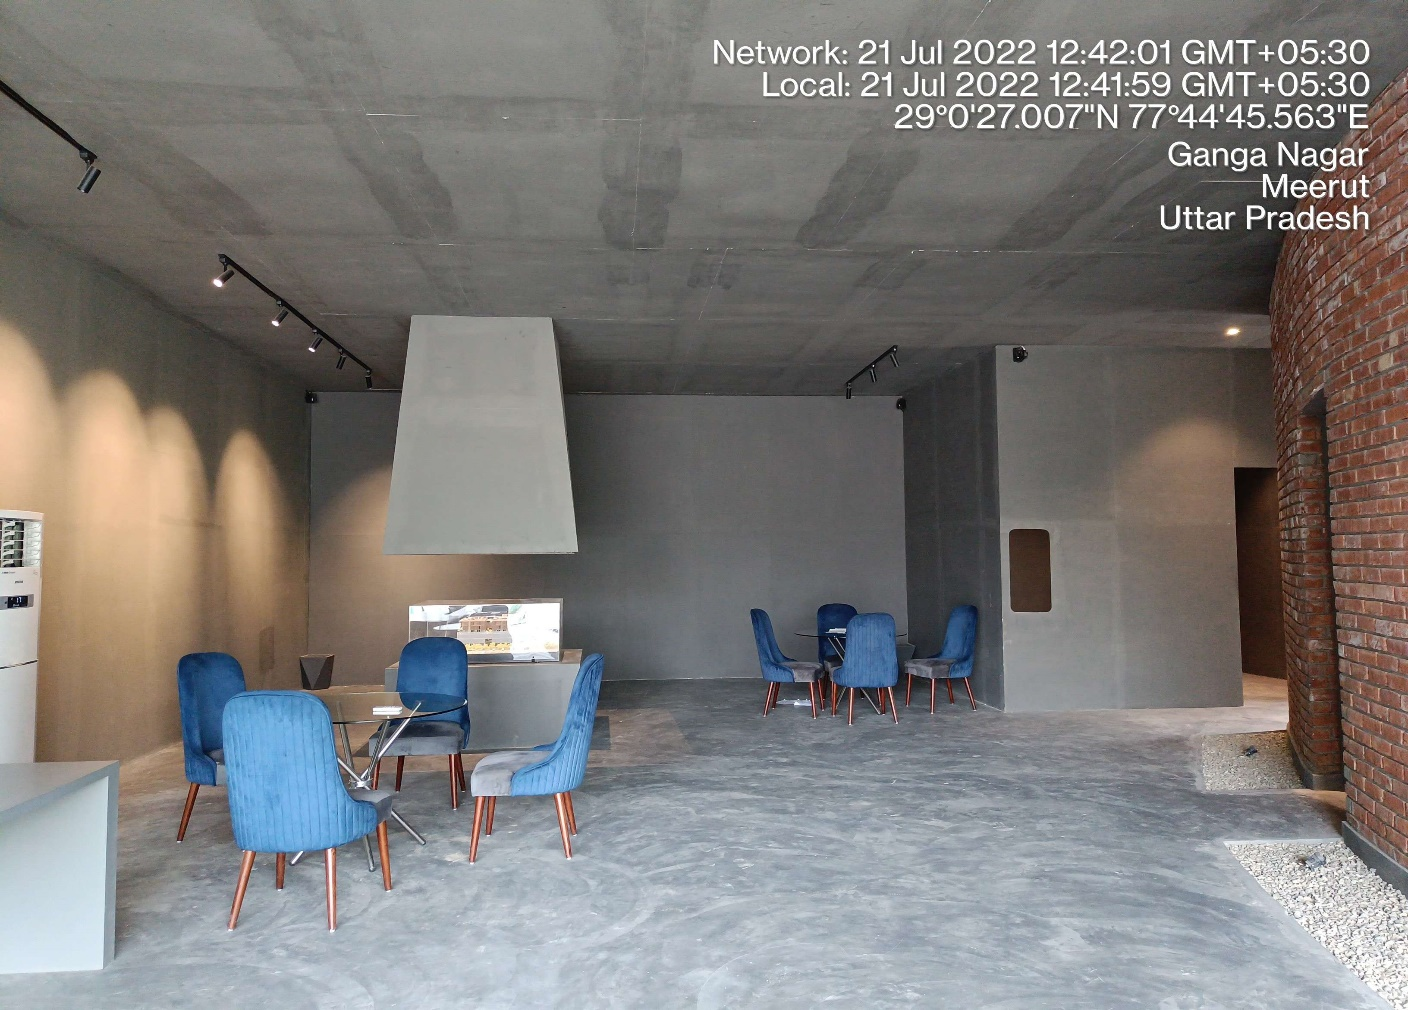 Network: 21 Jul 2022 12:42:01 GMT+05:30
Local: 21 Jul 2022 12:41:59 GMT+05:30
29°0'27.007"N 77°44'45.563"E
Ganga Nagar
Meerut
Uttar Pradesh